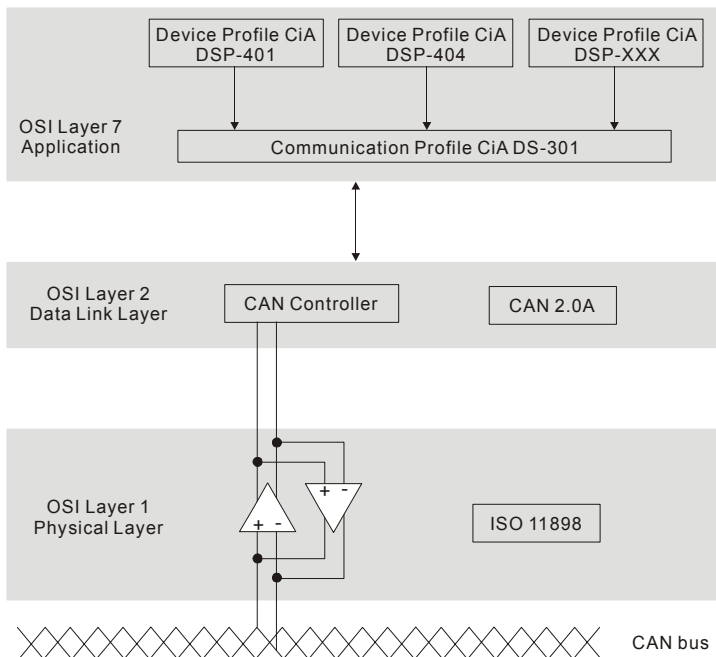 Device Profile CiA
DSP-401
Device Profile CiA
DSP-404
Device Profile CiA
DSP-XXX
OSI Layer 7
Application
Communication Profile CiA DS-301
OSI Layer 2
Data Link Layer
CAN Controller
CAN 2.0A
OSI Layer 1
Physical Layer
+ -
+ -
ISO 11898
CAN bus